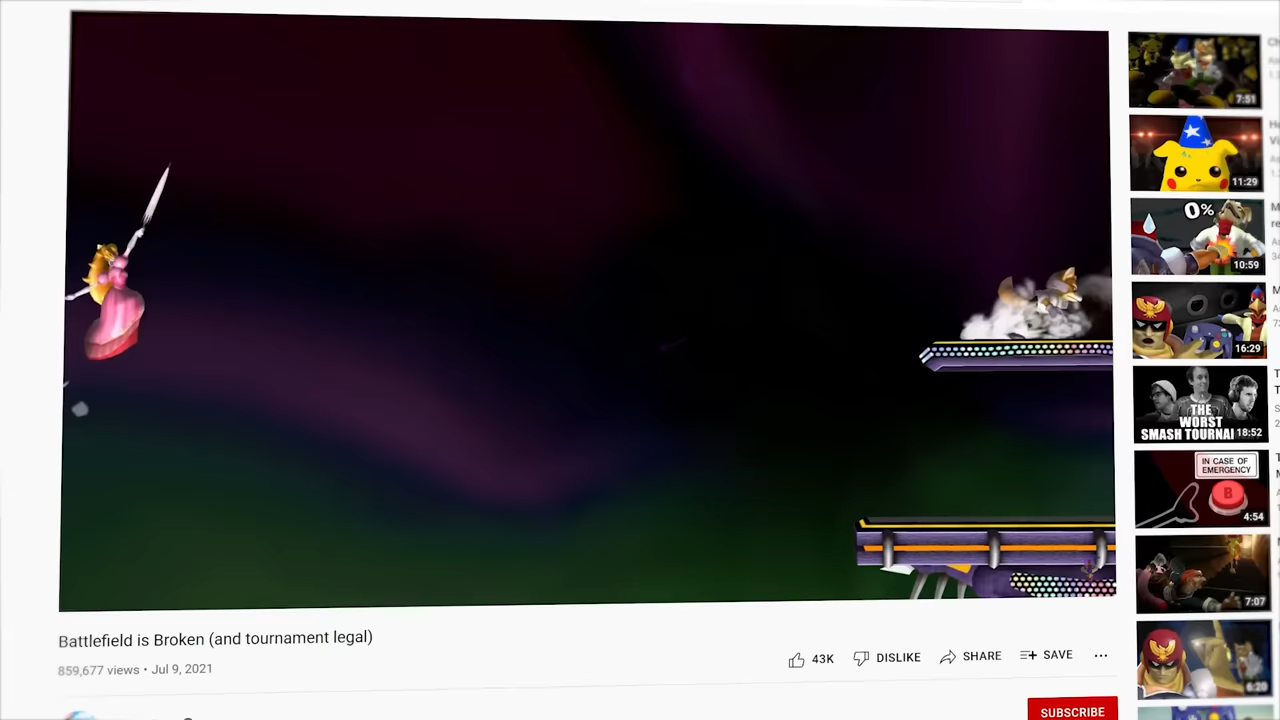 7:51
11:29
0%
10:59
16:29
THE
WORST
SMASH TOURNAI 18:52
IN CASE OF
EMERGENCY
B
4:54
7:07
6:20
Battlefield is Broken (and tournament legal)
859,677 views • Jul 9, 2021
43K
DISLIKE
SHARE
SAVE
SUBSCRIBE